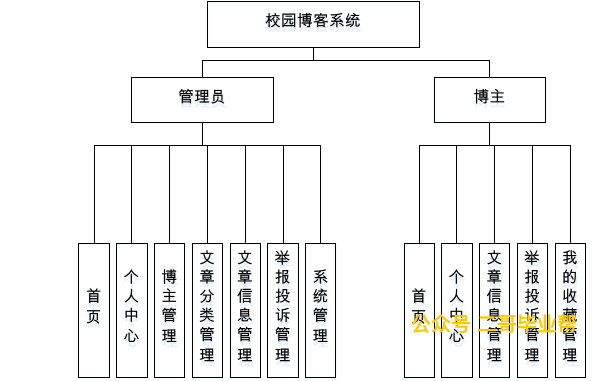 校园博客系统
管理员
博主
首页
个人中心
博主管理
文章分类管理
文章信息管理
举报投诉管理
系统管理
首页
个人中心
文章信息管理
举报投诉管理
我的收藏管理
公众号 二哥毕业帮